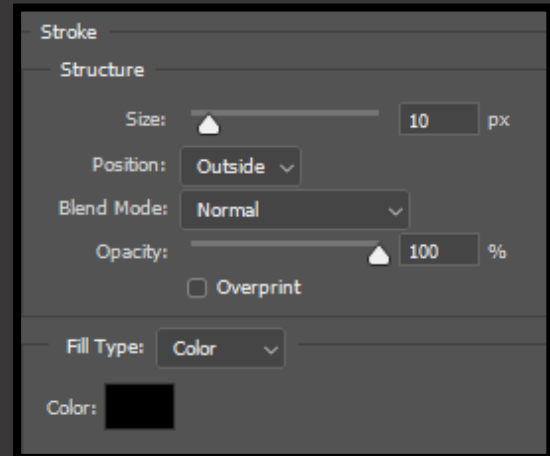 Stroke
Structure
Size: 10 px
Position: Outside
Blend Mode: Normal
Opacity: 100 %
Overprint
Fill Type: Color
Color: